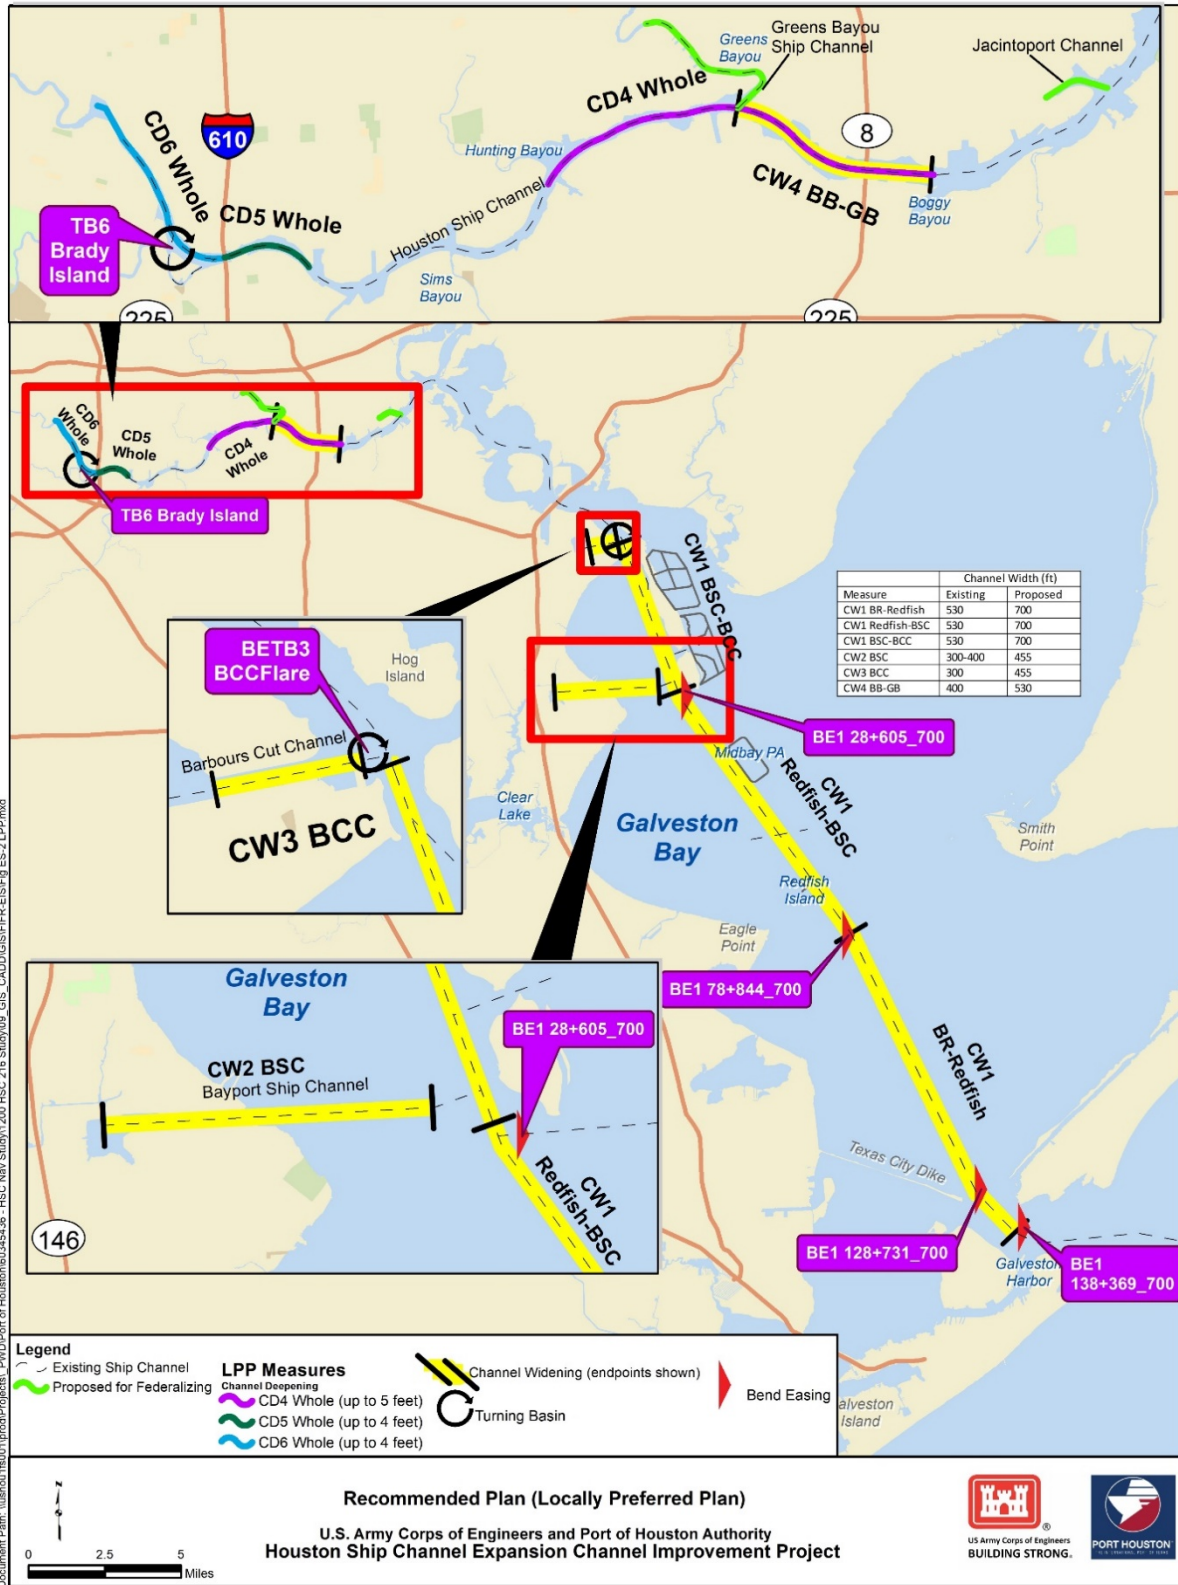 Greens Bayou
Ship Channel
Greens
Bayou
Jacintoport Channel
CD4 Whole
610
8
CD6 Whole
Hunting Bayou
CD5 Whole
CW4 BB-GB
Boggy
Bayou
TB6
Brady
Island
Houston Ship Channel
Sims
Bayou
225
225
CD6
Whole
CD5
Whole
CD4
Whole
TB6 Brady Island
CW1 BSC-BCC
Channel Width (ft)
Measure Existing Proposed
CW1 BR-Redfish 530 700
CW1 Redfish-BSC 530 700
CW1 BSC-BCC 530 700
CW2 BSC 300-400 455
CW3 BCC 300 455
CW4 BB-GB 400 530
BETB3
BCCFlare
Hog
Island
Barbours Cut Channel
CW3 BCC
BE1 28+605_700
Midbay PA
CW1
Redfish-BSC
Clear
Lake
Galveston
Bay
Smith
Point
Redfish
Island
Eagle
Point
BE1 78+844_700
Galveston
Bay
BE1 28+605_700
CW2 BSC
Bayport Ship Channel
CW1
Redfish-BSC
146
CW1
BR-Redfish
Texas City Dike
BE1 128+731_700
Galveston
Harbor
BE1
138+369_700
alveston
Island
Legend
Existing Ship Channel
Proposed for Federalizing
LPP Measures
Channel Deepening
CD4 Whole (up to 5 feet)
CD5 Whole (up to 4 feet)
CD6 Whole (up to 4 feet)
Channel Widening (endpoints shown)
Turning Basin
Bend Easing
N
0 2.5 5
Miles
Recommended Plan (Locally Preferred Plan)
U.S. Army Corps of Engineers and Port of Houston Authority
Houston Ship Channel Expansion Channel Improvement Project
US Army Corps of Engineers
BUILDING STRONG®
PORT HOUSTON